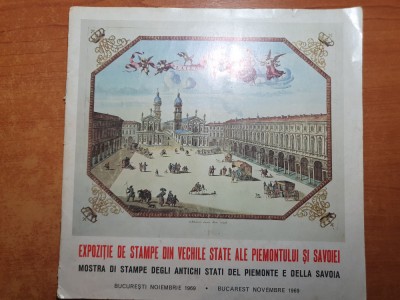 EXPOZIȚIE DE STAMPE DIN VECHILE STATE ALE PIEMONTULUI ȘI SAVOIEI
MOSTRA DI STAMPE DEGLI ANTICHI STATI DEL PIEMONTE E DELLA SAVOIA
BUCUREȘTI NOIEMBRIE 1969 · BUCAREST NOVEMBRE 1969